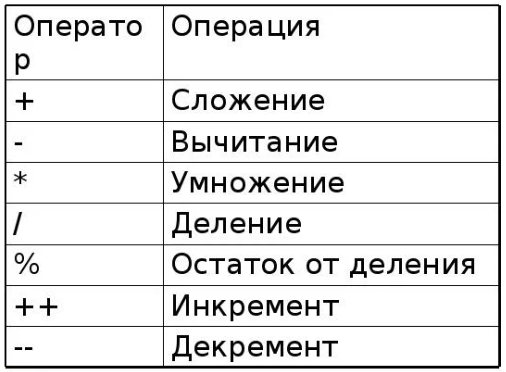 Операто
р Операция
+ Сложение
- Вычитание
* Умножение
/ Деление
% Остаток от деления
++ Инкремент
-- Декремент